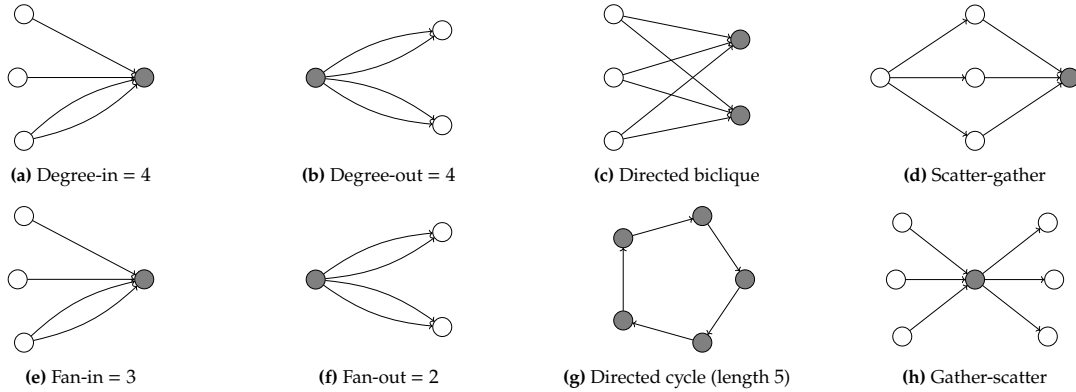 (a) Degree-in = 4
(b) Degree-out = 4
(c) Directed biclique
(d) Scatter-gather
(e) Fan-in = 3
(f) Fan-out = 2
(g) Directed cycle (length 5)
(h) Gather-scatter